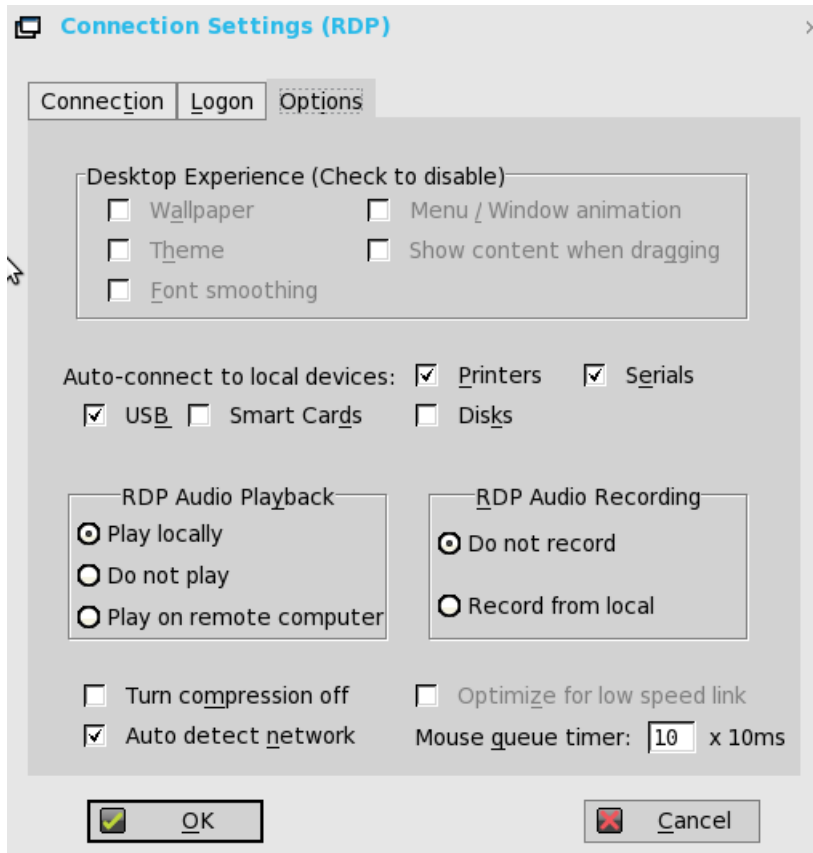 Connection Settings (RDP)
Connection Logon Options
Desktop Experience (Check to disable)
Wallpaper Menu / Window animation
Theme Show content when dragging
Font smoothing
Auto-connect to local devices: Printers Serials
USB Smart Cards Disks
RDP Audio Playback RDP Audio Recording
Play locally
Do not record
Do not play
Record from local
Play on remote computer
Turn compression off Optimize for low speed link
Auto detect network Mouse queue timer: 10 x 10ms
OK Cancel